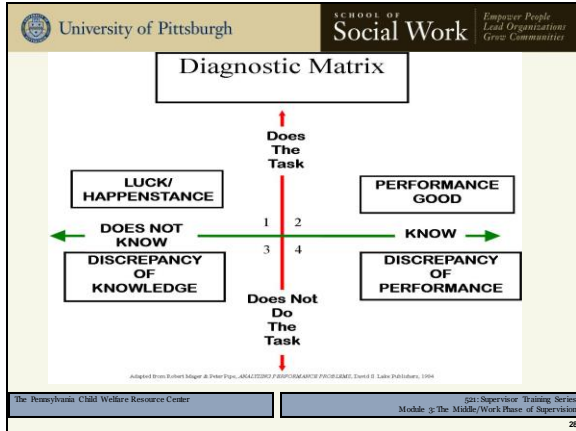 University of Pittsburgh
SCHOOL OF
Social Work
Empower People
Lead Organizations
Grow Communities
Diagnostic Matrix
Does
The
Task
LUCK/
HAPPENSTANCE
PERFORMANCE
GOOD
1 2
DOES NOT
KNOW
KNOW
3 4
DISCREPANCY
OF
KNOWLEDGE
DISCREPANCY
OF
PERFORMANCE
Does Not
Do
The
Task
Adapted from Robert Mager & Peter Pipe, ANALYZING PERFORMANCE PROBLEMS, David S. Lake Publishers, 1984
The Pennsylvania Child Welfare Resource Center
521: Supervisor Training Series
Module 3: The Middle/Work Phase of Supervision
28